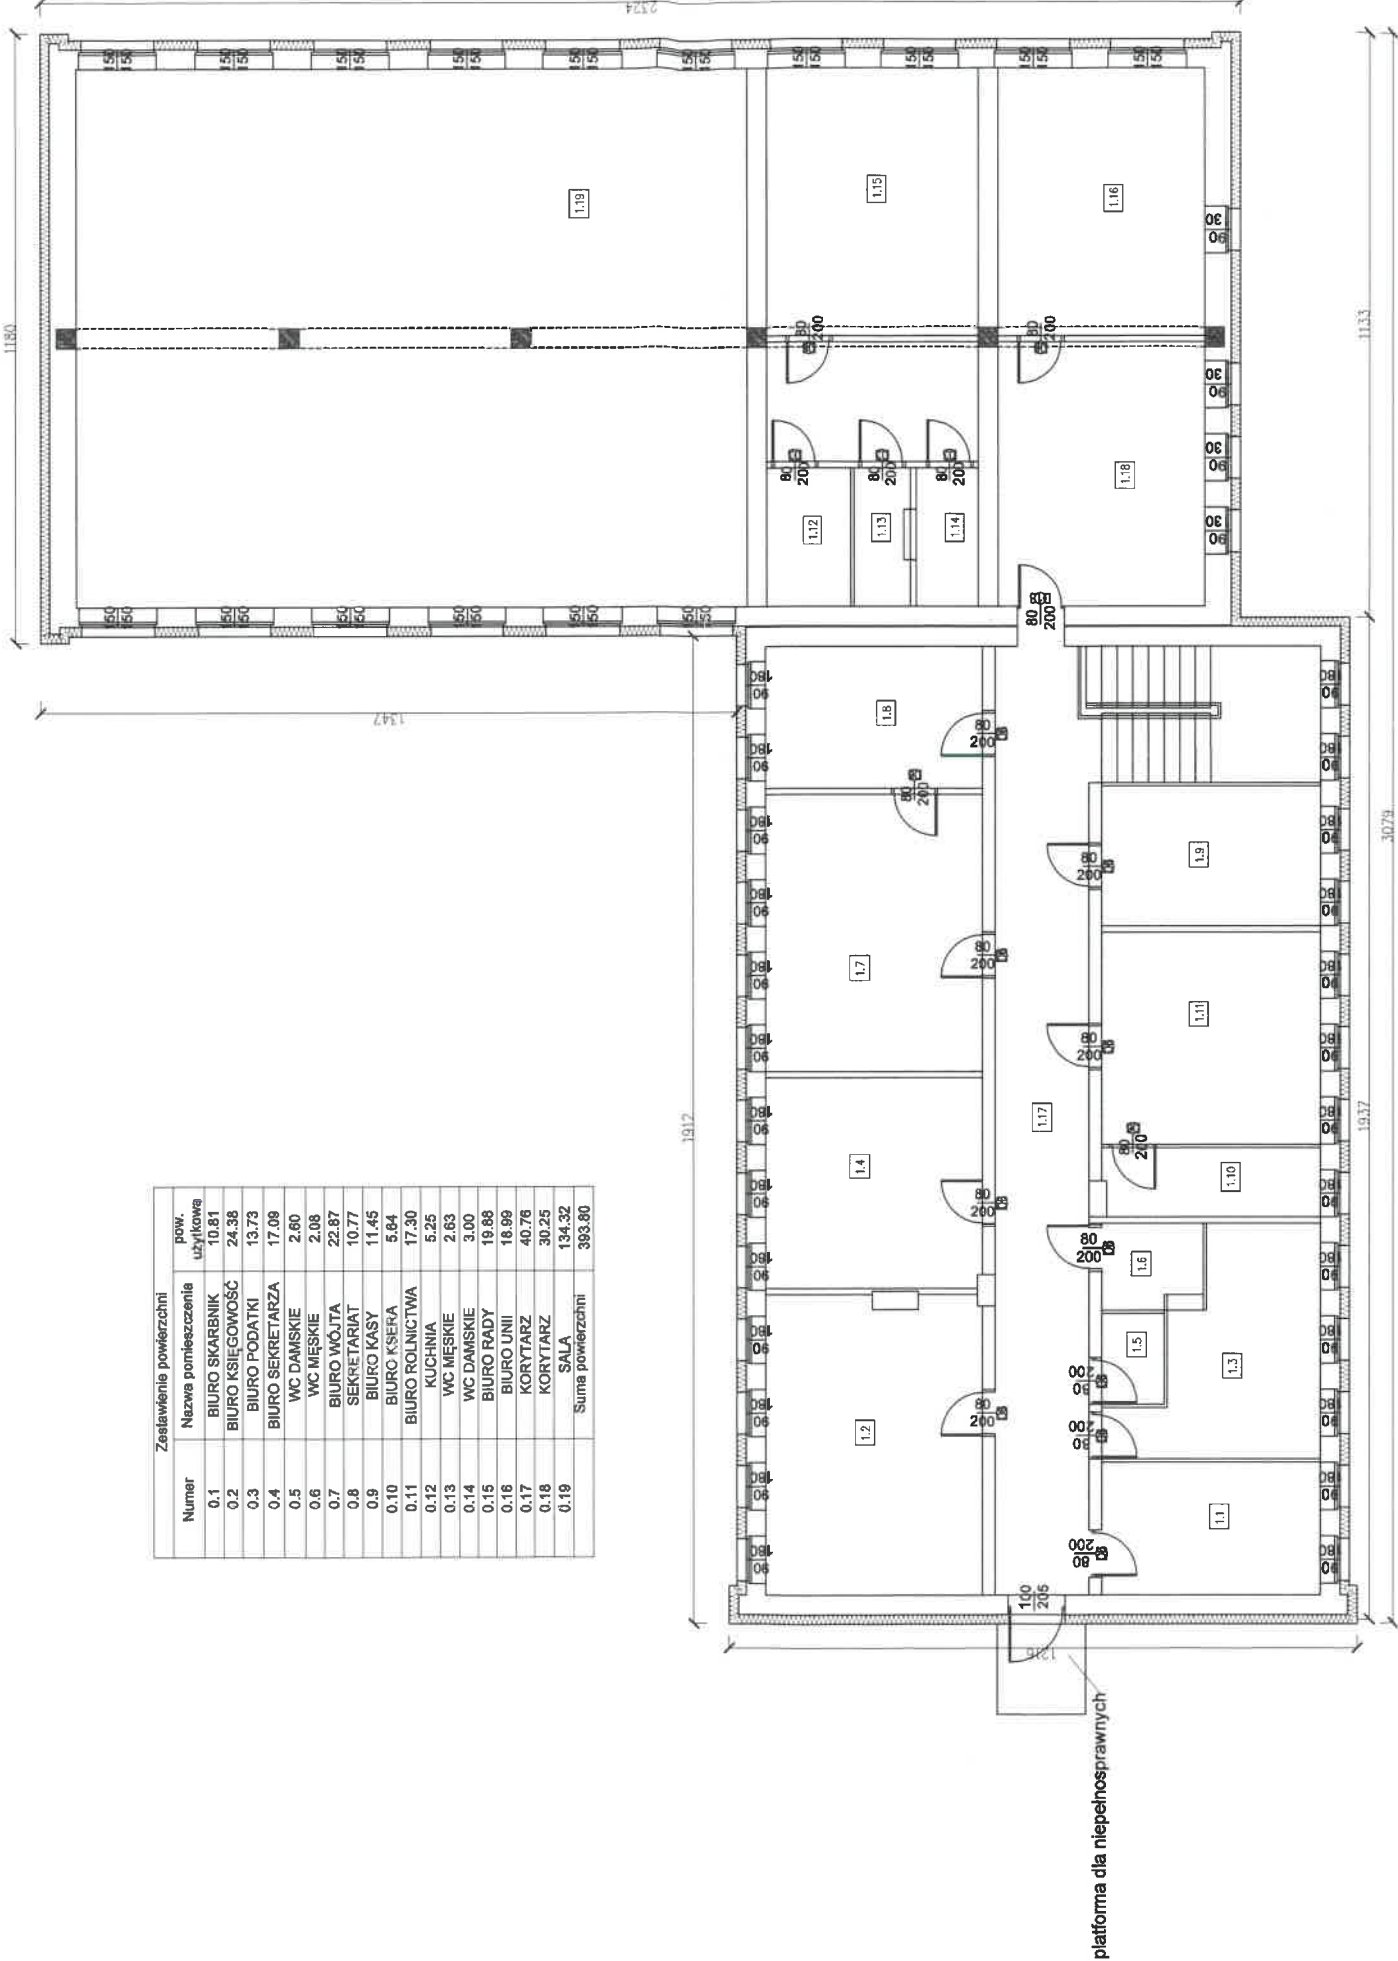 Zestawienie powierzchni
Numer Nazwa pomieszczenia pow. użytkowa
0.1 BIURO SKARBNIK 10.81
0.2 BIURO KSIĘGOWOŚĆ 24.38
0.3 BIURO PODATKI 13.73
0.4 BIURO SEKRETARZA 17.09
0.5 WC DAMSKIE 2.60
0.6 WC MĘSKIE 2.08
0.7 BIURO WÓJTA 22.87
0.8 SEKRETARIAT 10.77
0.9 BIURO KASY 11.45
0.10 BIURO KSERA 5.64
0.11 BIURO ROLNICTWA 17.30
0.12 KUCHNIA 5.25
0.13 WC MĘSKIE 2.63
0.14 WC DAMSKIE 3.00
0.15 BIURO RADY 19.88
0.16 BIURO UNII 18.99
0.17 KORYTARZ 40.76
0.18 KORYTARZ 30.25
0.19 SALA 134.32
Suma powierzchni 393.80
platforma dla niepełnosprawnych
1216
1912
1347
1180
2324
1133
1937
3079
100
205
1.1
1.2
1.3
1.4
1.5
1.6
1.7
1.8
1.9
1.10
1.11
1.12
1.13
1.14
1.15
1.16
1.17
1.18
1.19